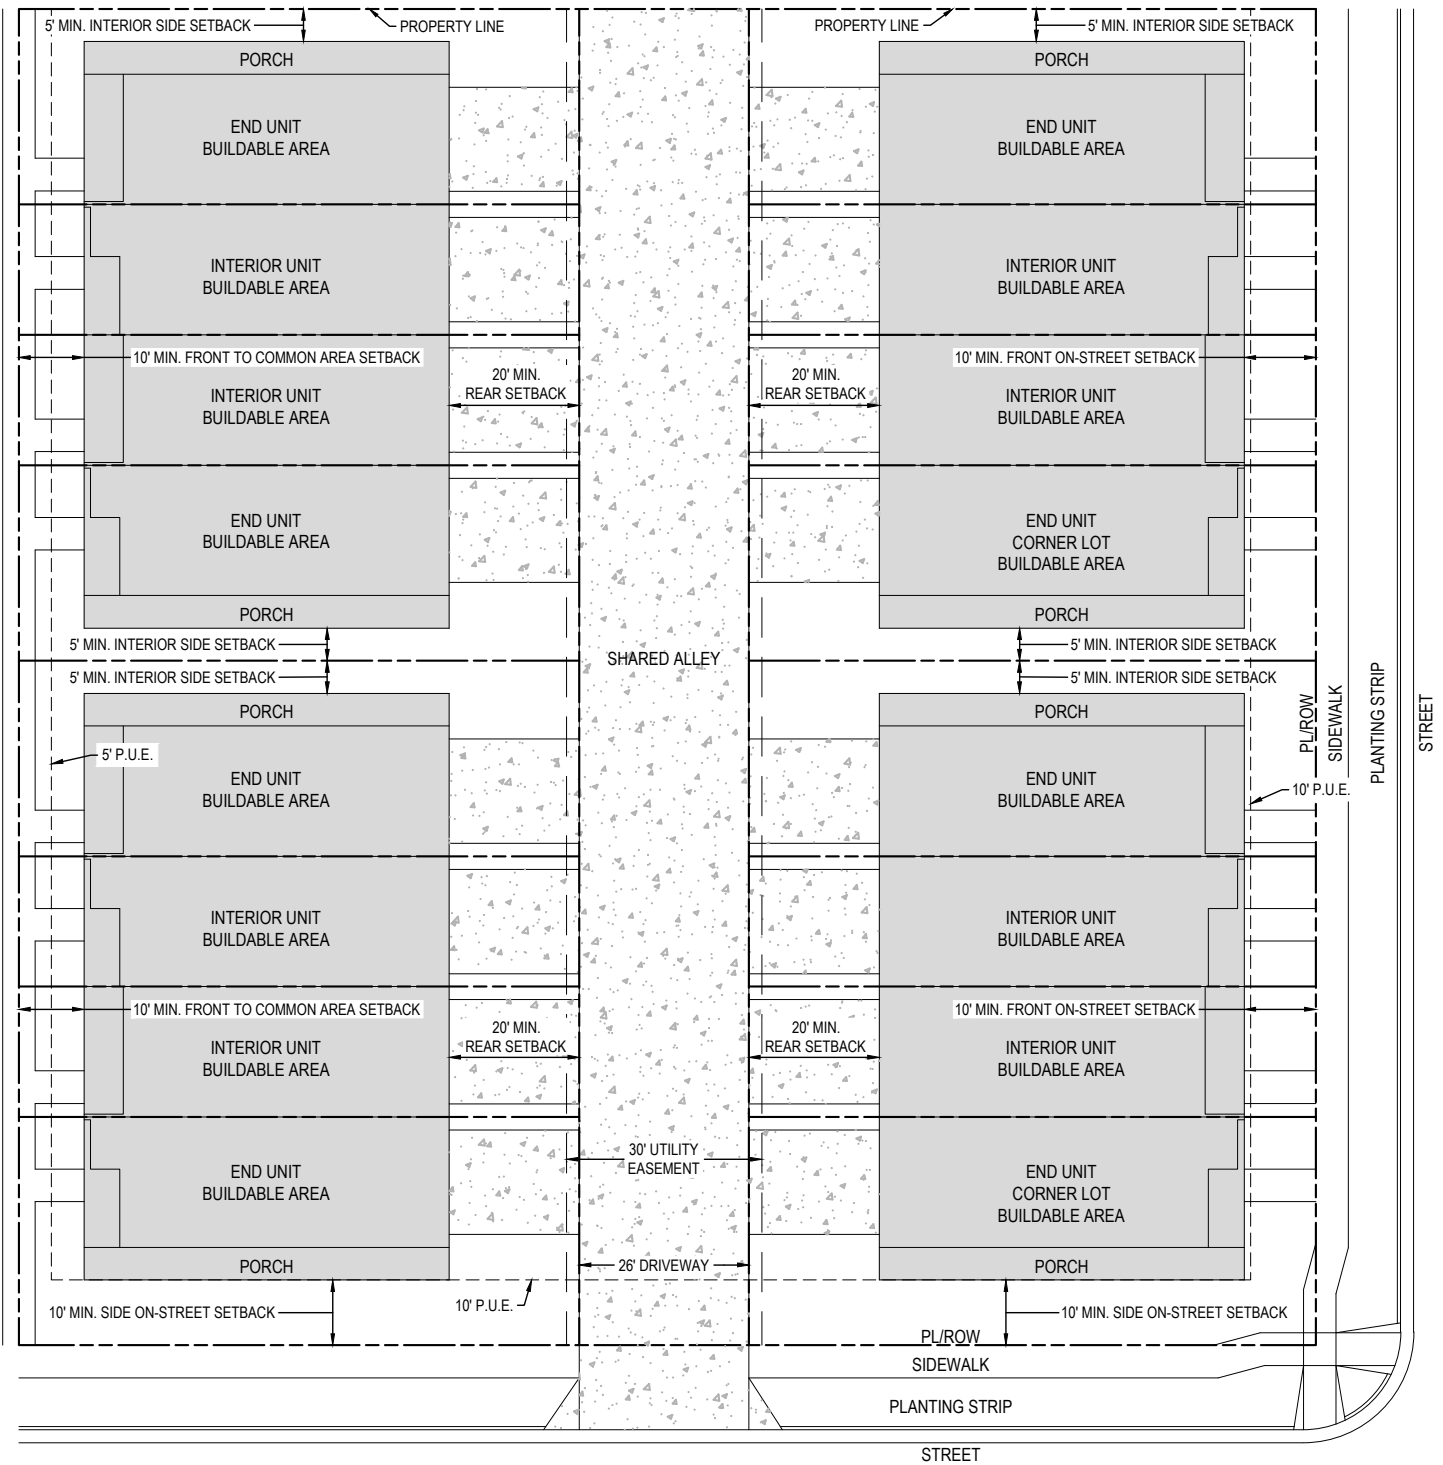 5' MIN. INTERIOR SIDE SETBACK
PROPERTY LINE
PROPERTY LINE
5' MIN. INTERIOR SIDE SETBACK
PORCH
PORCH
END UNIT
BUILDABLE AREA
END UNIT
BUILDABLE AREA
INTERIOR UNIT
BUILDABLE AREA
INTERIOR UNIT
BUILDABLE AREA
10' MIN. FRONT TO COMMON AREA SETBACK
10' MIN. FRONT ON-STREET SETBACK
20' MIN.
REAR SETBACK
20' MIN.
REAR SETBACK
INTERIOR UNIT
BUILDABLE AREA
INTERIOR UNIT
BUILDABLE AREA
END UNIT
BUILDABLE AREA
END UNIT
CORNER LOT
BUILDABLE AREA
PORCH
PORCH
5' MIN. INTERIOR SIDE SETBACK
5' MIN. INTERIOR SIDE SETBACK
SHARED ALLEY
5' MIN. INTERIOR SIDE SETBACK
5' MIN. INTERIOR SIDE SETBACK
PORCH
PORCH
PL/ROW
SIDEWALK
PLANTING STRIP
STREET
5' P.U.E.
10' P.U.E.
END UNIT
BUILDABLE AREA
END UNIT
BUILDABLE AREA
INTERIOR UNIT
BUILDABLE AREA
INTERIOR UNIT
BUILDABLE AREA
10' MIN. FRONT TO COMMON AREA SETBACK
10' MIN. FRONT ON-STREET SETBACK
20' MIN.
REAR SETBACK
20' MIN.
REAR SETBACK
INTERIOR UNIT
BUILDABLE AREA
INTERIOR UNIT
BUILDABLE AREA
30' UTILITY
EASEMENT
END UNIT
BUILDABLE AREA
END UNIT
CORNER LOT
BUILDABLE AREA
PORCH
26' DRIVEWAY
PORCH
10' MIN. SIDE ON-STREET SETBACK
10' P.U.E.
10' MIN. SIDE ON-STREET SETBACK
PL/ROW
SIDEWALK
PLANTING STRIP
STREET